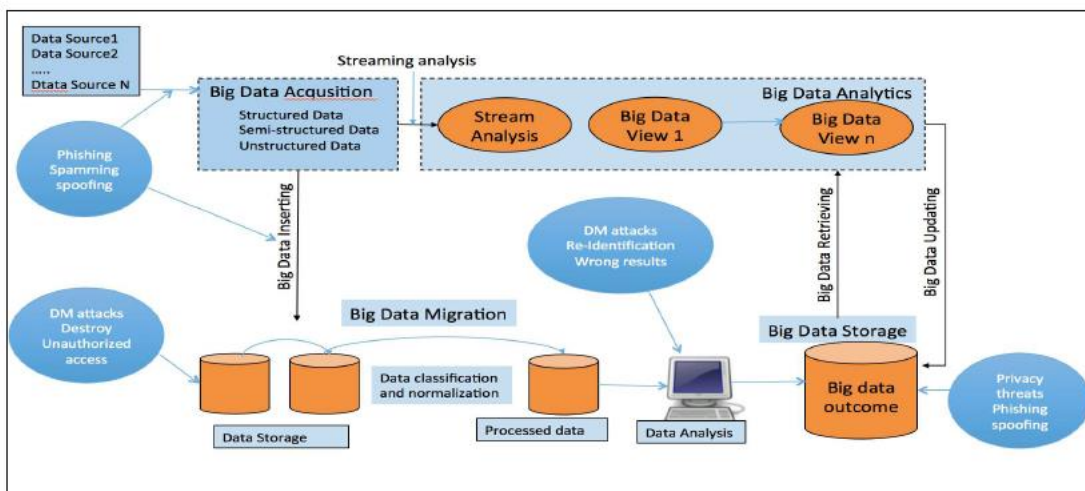 Data Source1
Data Source2
.....
Dtata Source N
Streaming analysis
Big Data Acqusition
Structured Data
Semi-structured Data
Unstructured Data
Big Data Analytics
Stream
Analysis
Big Data
View 1
Big Data
View n
Phishing
Spamming
spoofing
Big Data Inserting
DM attacks
Re-Identification
Wrong results
Big Data Retrieving
Big Data Updating
DM attacks
Destroy
Unauthorized
access
Big Data Migration
Big Data Storage
Data classification
and normalization
Big data
outcome
Privacy
threats
Phishing
spoofing
Data Storage
Processed data
Data Analysis